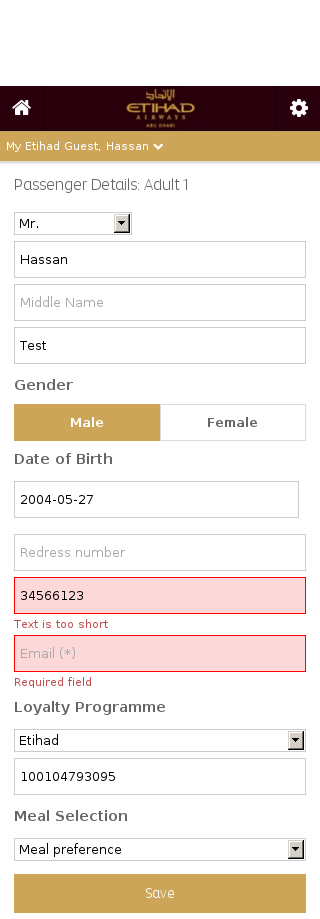 الإتحاد
ETIHAD
AIRWAYS
ABU DHABI
My Etihad Guest, Hassan
Passenger Details: Adult 1
Mr.
Hassan
Middle Name
Test
Gender
Male Female
Date of Birth
2004-05-27
Redress number
34566123
Text is too short
Email (*)
Required field
Loyalty Programme
Etihad
100104793095
Meal Selection
Meal preference
Save